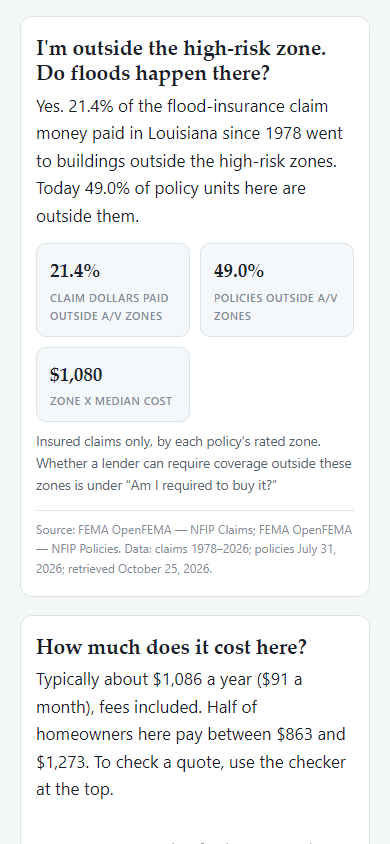 I'm outside the high-risk zone.
Do floods happen there?
Yes. 21.4% of the flood-insurance claim
money paid in Louisiana since 1978 went
to buildings outside the high-risk zones.
Today 49.0% of policy units here are
outside them.
21.4%
CLAIM DOLLARS PAID
OUTSIDE A/V ZONES
49.0%
POLICIES OUTSIDE A/V
ZONES
$1,080
ZONE X MEDIAN COST
Insured claims only, by each policy's rated zone.
Whether a lender can require coverage outside these
zones is under “Am I required to buy it?”
Source: FEMA OpenFEMA — NFIP Claims; FEMA OpenFEMA
— NFIP Policies. Data: claims 1978–2026; policies July 31,
2026; retrieved October 25, 2026.
How much does it cost here?
Typically about $1,086 a year ($91 a
month), fees included. Half of
homeowners here pay between $863 and
$1,273. To check a quote, use the checker
at the top.